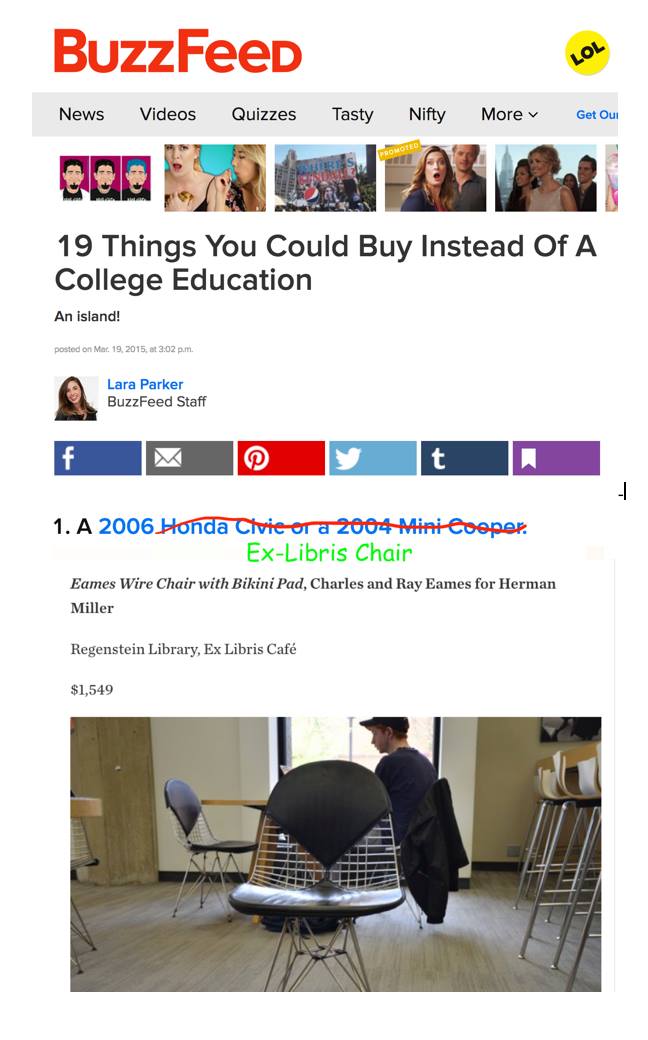 BuzzFeed
LOL
News Videos Quizzes Tasty Nifty More Get Our
PROMOTED
19 Things You Could Buy Instead Of A
College Education
An island!
posted on Mar. 19, 2015, at 3:02 p.m.
Lara Parker
BuzzFeed Staff
1. A 2006 Honda Civic or a 2004 Mini Cooper.
Ex-Libris Chair
Eames Wire Chair with Bikini Pad, Charles and Ray Eames for Herman
Miller
Regenstein Library, Ex Libris Café
$1,549